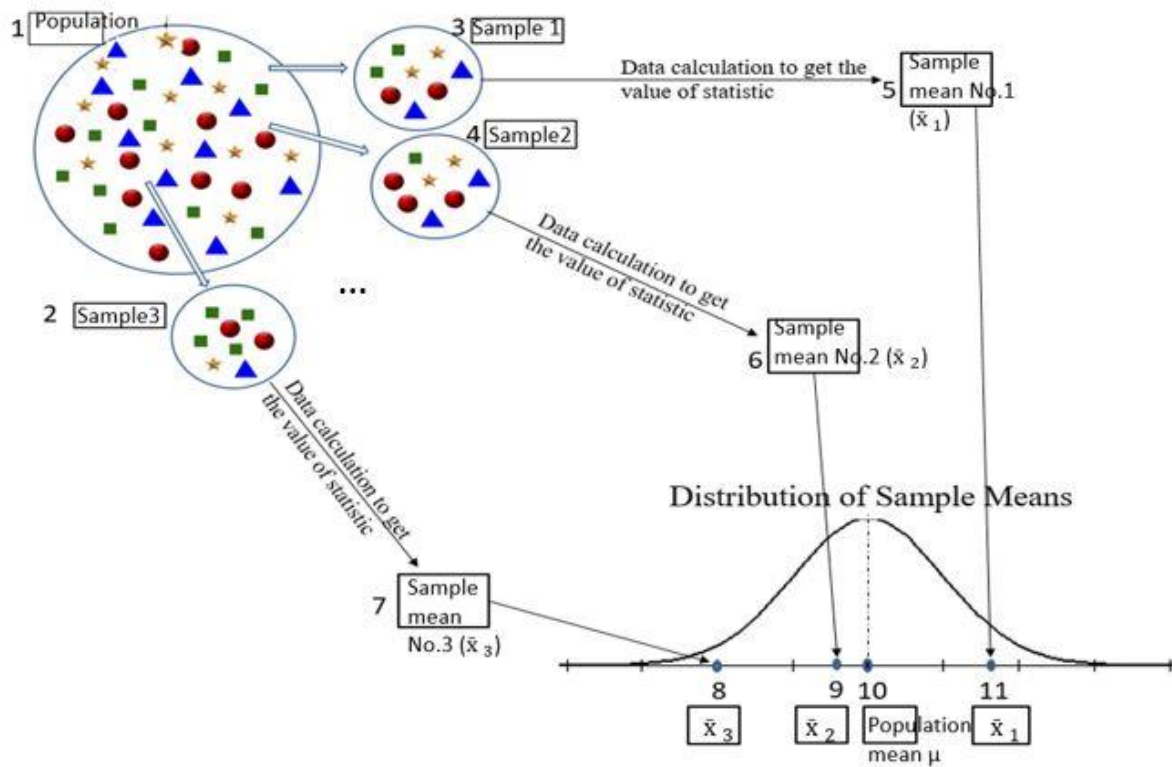 1 Population
3 Sample 1
Data calculation to get the
value of statistic
5 Sample
mean No.1
(x̄ 1)
4 Sample2
Data calculation to get
the value of statistic
...
2 Sample3
6 Sample
mean No.2 (x̄ 2)
Data calculation to get
the value of statistic
Distribution of Sample Means
7 Sample
mean
No.3 (x̄ 3)
8 9 10 11
x̄ 3 x̄ 2 Population x̄ 1
mean μ